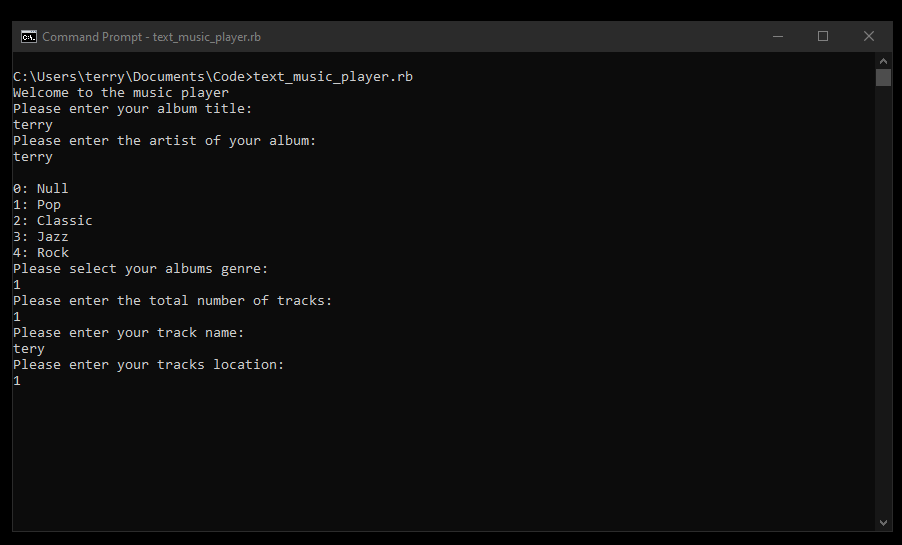 Command Prompt - text_music_player.rb
C:\Users\terry\Documents\Code>text_music_player.rb
Welcome to the music player
Please enter your album title:
terry
Please enter the artist of your album:
terry
0: Null
1: Pop
2: Classic
3: Jazz
4: Rock
Please select your albums genre:
1
Please enter the total number of tracks:
1
Please enter your track name:
tery
Please enter your tracks location:
1